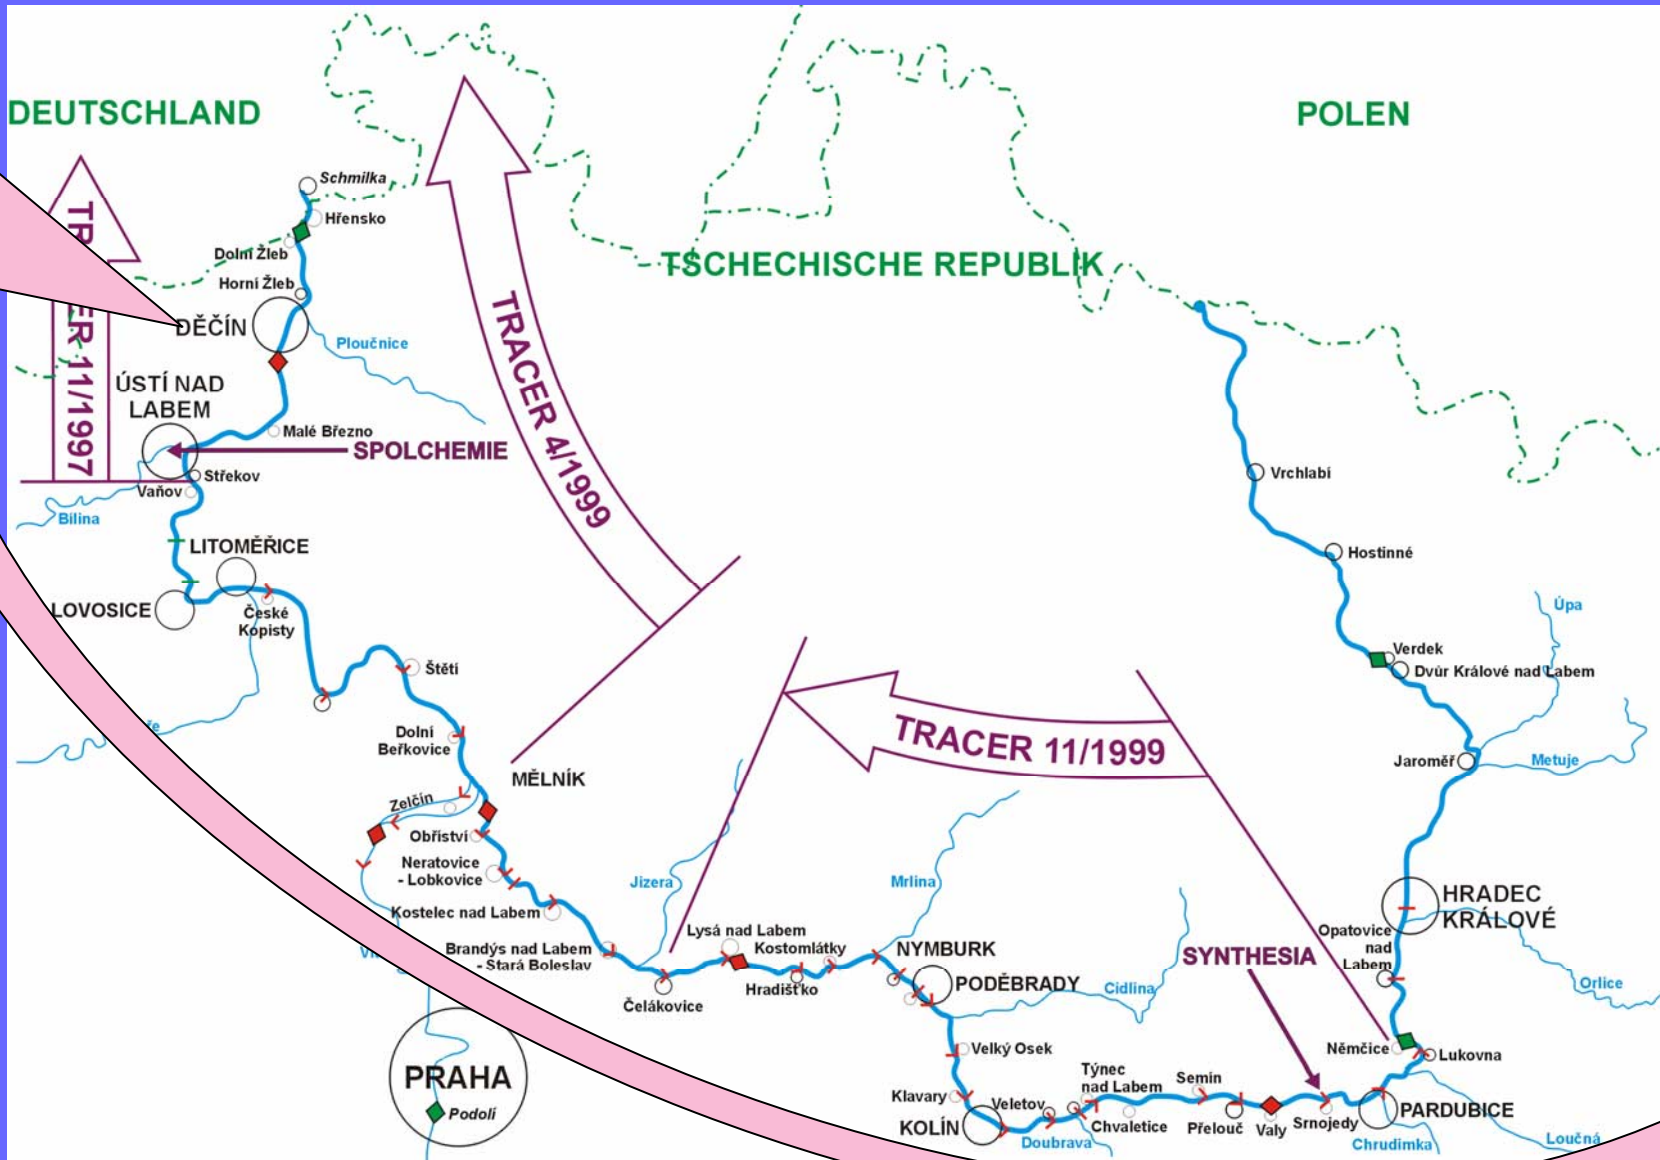 DEUTSCHLAND
POLEN
TSCHECHISCHE REPUBLIK
Schmilka
Hřensko
Dolní Žleb
Horní Žleb
DĚČÍN
Ploučnice
ÚSTÍ NAD
LABEM
Malé Březno
SPOLCHEMIE
Střekov
Vaňov
Bílina
LITOMĚŘICE
LOVOSICE
České
Kopisty
Štětí
Dolní
Beřkovice
MĚLNÍK
Zelčín
Obříství
Neratovice
- Lobkovice
Kostelec nad Labem
Brandýs nad Labem
- Stará Boleslav
Čelákovice
Jizera
Lysá nad Labem
Kostomlátky
Hradišťko
Mrlina
NYMBURK
PODĚBRADY
Cidlina
Velký Osek
Klavary
KOLÍN
Veletov
Doubrava
Týnec
nad Labem
Chvaletice
Semín
Přelouč
Valy
Srnojedy
SYNTHESIA
PARDUBICE
Chrudimka
Loučná
Lukovna
Němčice
Opatovice
nad
Labem
HRADEC
KRÁLOVÉ
Orlice
Jaroměř
Metuje
Úpa
Verdek
Dvůr Králové nad Labem
Hostinné
Vrchlabí
TRACER 4/1999
TRACER 11/1999
ER 11/1997
PRAHA
Podolí